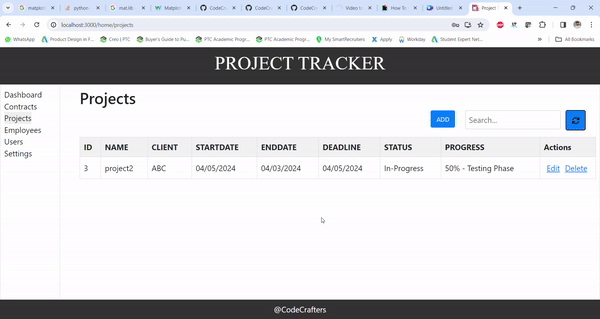 matplotl
python
mat.lib
Matplotl
CodeCr
CodeCr
CodeCr
Video to
How To
Untitled
Project T
localhost:3000/home/projects
WhatsApp
Product Design in F...
Creo | PTC
Buyer's Guide to Pu...
PTC Academic Progr...
PTC Academic Progr...
My SmartRecruiters
Apply
Workday
Student Expert Net...
»
All Bookmarks
PROJECT TRACKER
Dashboard
Contracts
Projects
Employees
Users
Settings
Projects
ADD
Search...
ID NAME CLIENT STARTDATE ENDDATE DEADLINE STATUS PROGRESS Actions
3 project2 ABC 04/05/2024 04/03/2024 04/05/2024 In-Progress 50% - Testing Phase Edit Delete
@CodeCrafters